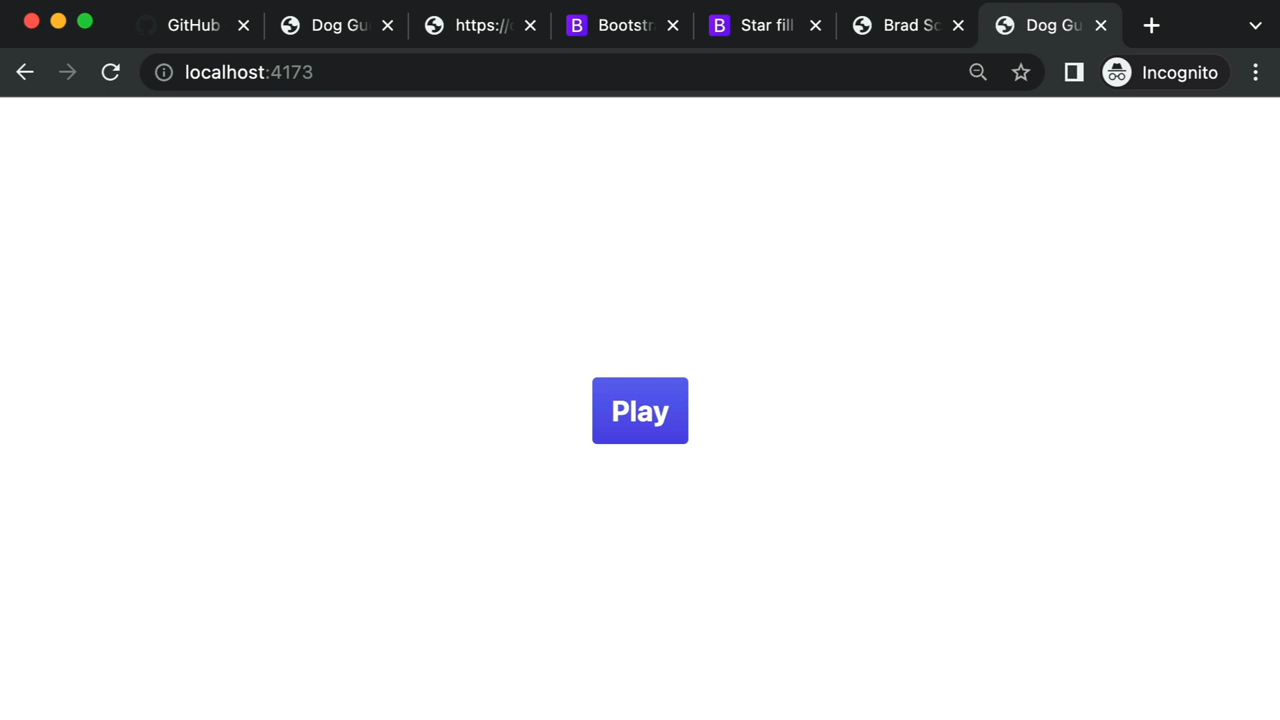 GitHub
Dog Gu
https://
Bootstr
Star fill
Brad Sc
Dog Gu
localhost:4173
Incognito
Play